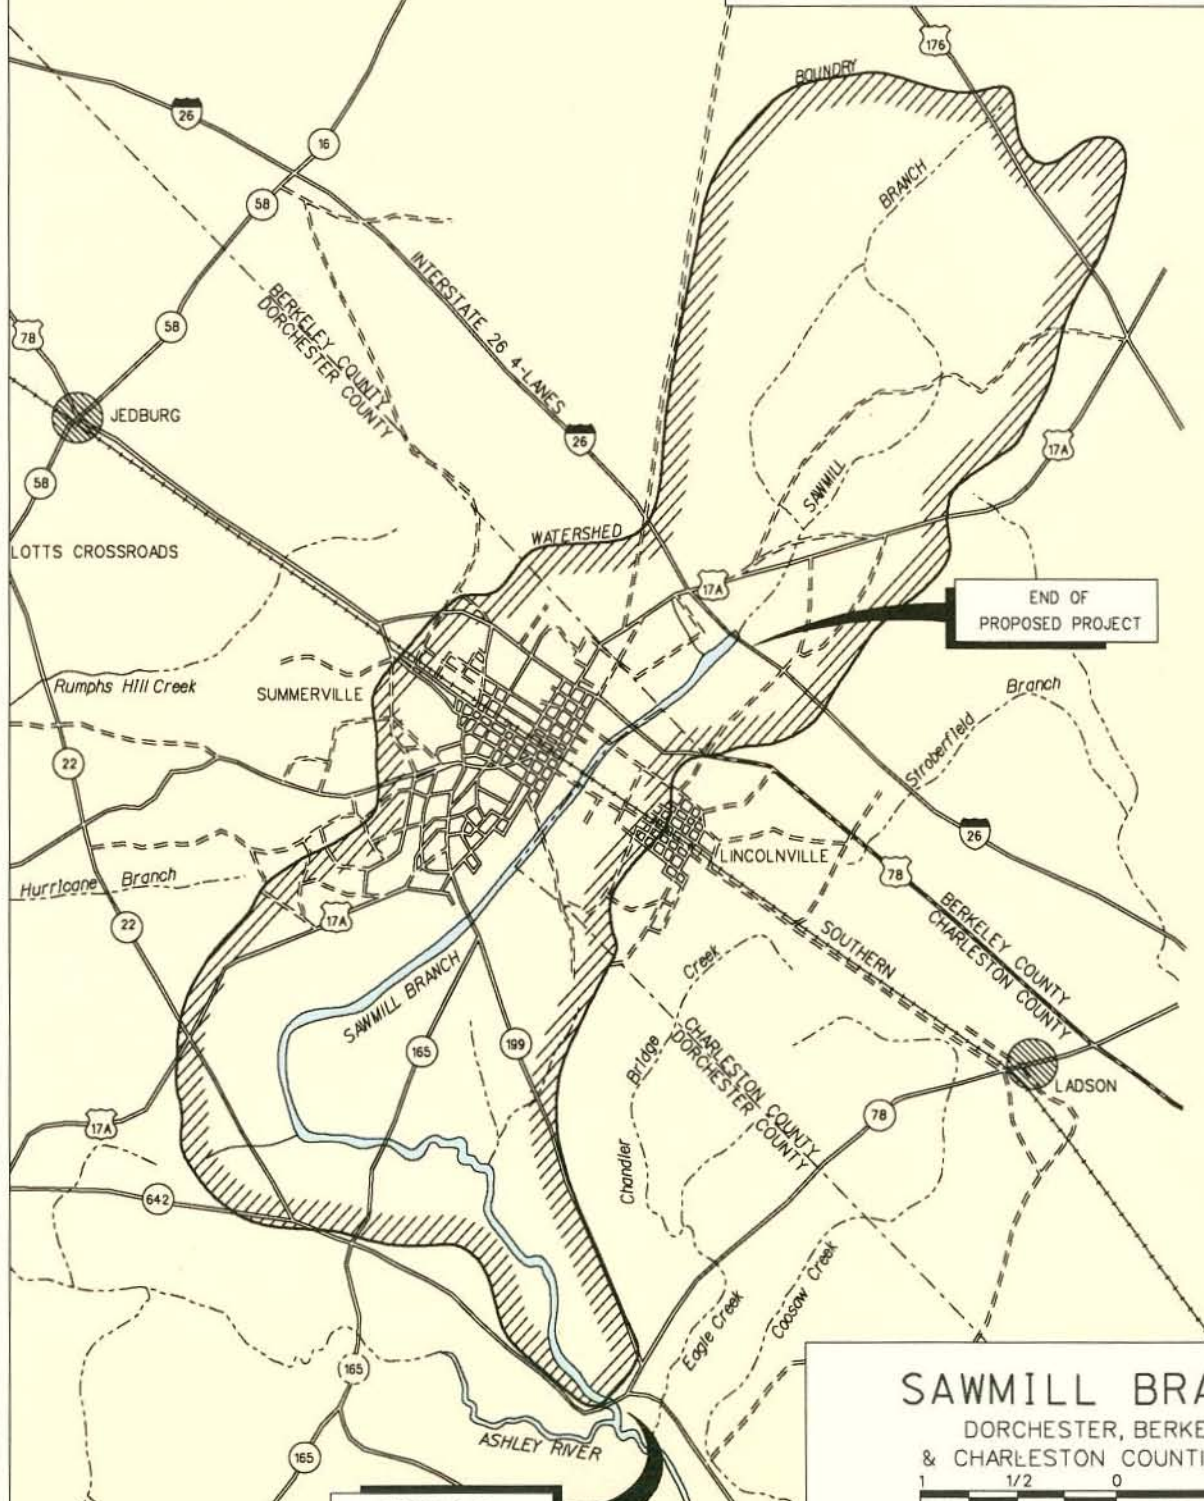 176
BOUNDRY
26
16
BRANCH
58
INTERSTATE 26 4-LANES
BERKELEY COUNTY
DORCHESTER COUNTY
58
78
JEDBURG
26
17A
58
SAWMILL
WATERSHED
LOTTS CROSSROADS
17A
END OF
PROPOSED PROJECT
Rumphs Hill Creek
SUMMERVILLE
Stroberfield Branch
22
26
LINCOLNVILLE
78
Hurricane Branch
22
17A
BERKELEY COUNTY
CHARLESTON COUNTY
SOUTHERN
SAWMILL BRANCH
165
199
Chandler Bridge Creek
CHARLESTON COUNTY
DORCHESTER COUNTY
LADSON
78
17A
642
Coosaw Creek
Eagle Creek
165
ASHLEY RIVER
165
SAWMILL BRA
DORCHESTER, BERKE
& CHARLESTON COUNTI
1 1/2 0